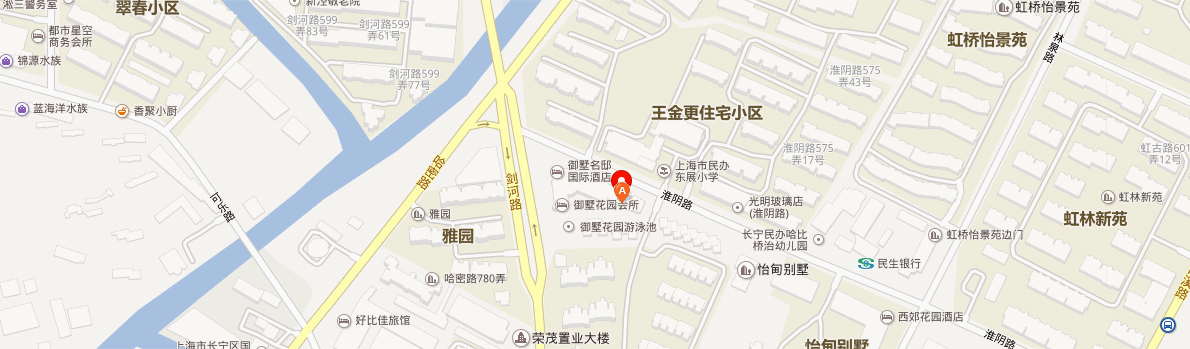 淞三警务室
翠春小区
新泾敬老院
剑河路599
弄83号
剑河路599
弄61号
虹桥怡景苑
都市星空
商务会所
虹桥怡景苑
林泉路
锦源水族
剑河路599
弄77号
淮阴路575
弄43号
蓝海洋水族
香聚小厨
王金更住宅小区
淮阴路575
弄17号
虹古路601
弄12号
哈密路
剑河路
御墅名邸
国际酒店
上海市民办
东展小学
A
淮阴路
可乐路
御墅花园会所
光明玻璃店
(淮阴路)
虹林新苑
雅园
虹林新苑
雅园
御墅花园游泳池
长宁民办哈比
桥治幼儿园
虹桥怡景苑边门
民生银行
怡甸别墅
哈密路780弄
溪路
好比佳旅馆
西郊花园酒店
荣茂置业大楼
淮阴路
上海市长宁区国
怡甸别墅